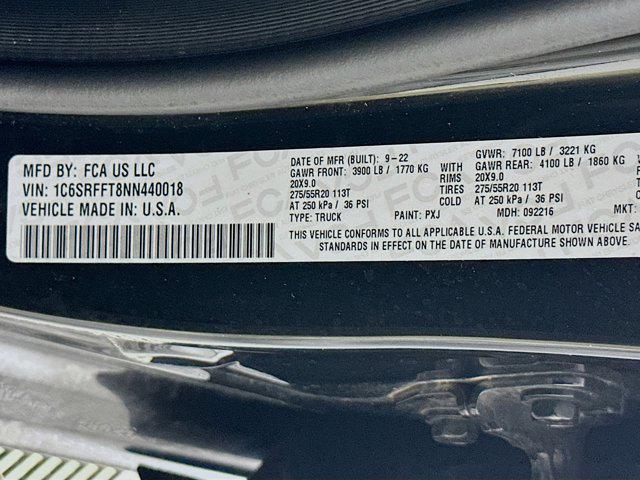 MFD BY: FCA US LLC
VIN: 1C6SRFFT8NN440018
VEHICLE MADE IN: U.S.A.
DATE OF MFR (BUILT): 9-22
GAWR FRONT: 3900 LB / 1770 KG
20X9.0
275/55R20 113T
AT 250 kPa / 36 PSI
TYPE: TRUCK PAINT: PXJ
WITH
RIMS
TIRES
COLD
GVWR: 7100 LB / 3221 KG
GAWR REAR: 4100 LB / 1860 KG
20X9.0
275/55R20 113T
AT 250 kPa / 36 PSI
MDH: 092216 MKT:
THIS VEHICLE CONFORMS TO ALL APPLICABLE U.S.A. FEDERAL MOTOR VEHICLE SA
STANDARDS IN EFFECT ON THE DATE OF MANUFACTURE SHOWN ABOVE.